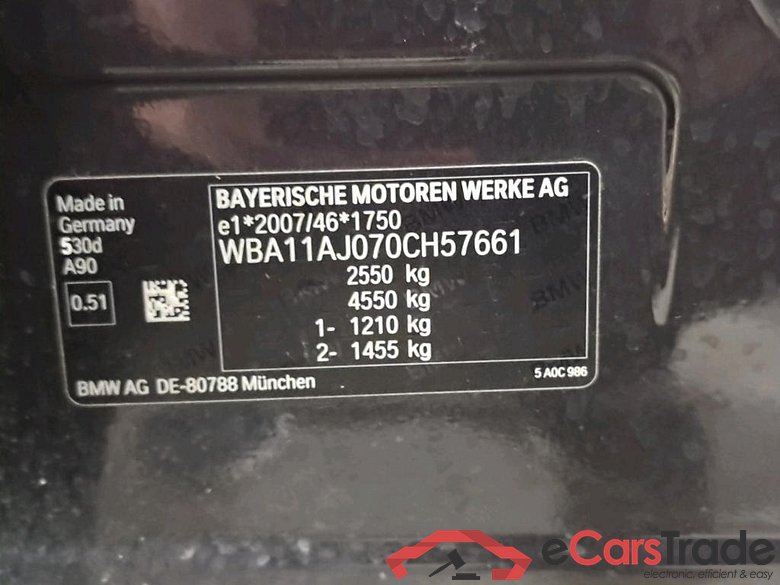 Made in
Germany
530d
A90
0.51
BAYERISCHE MOTOREN WERKE AG
e1*2007/46*1750
WBA11AJ070CH57661
2550 kg
4550 kg
1- 1210 kg
2- 1455 kg
BMW AG DE-80788 München
5 A0C 986
eCarsTrade
electronic, efficient & easy